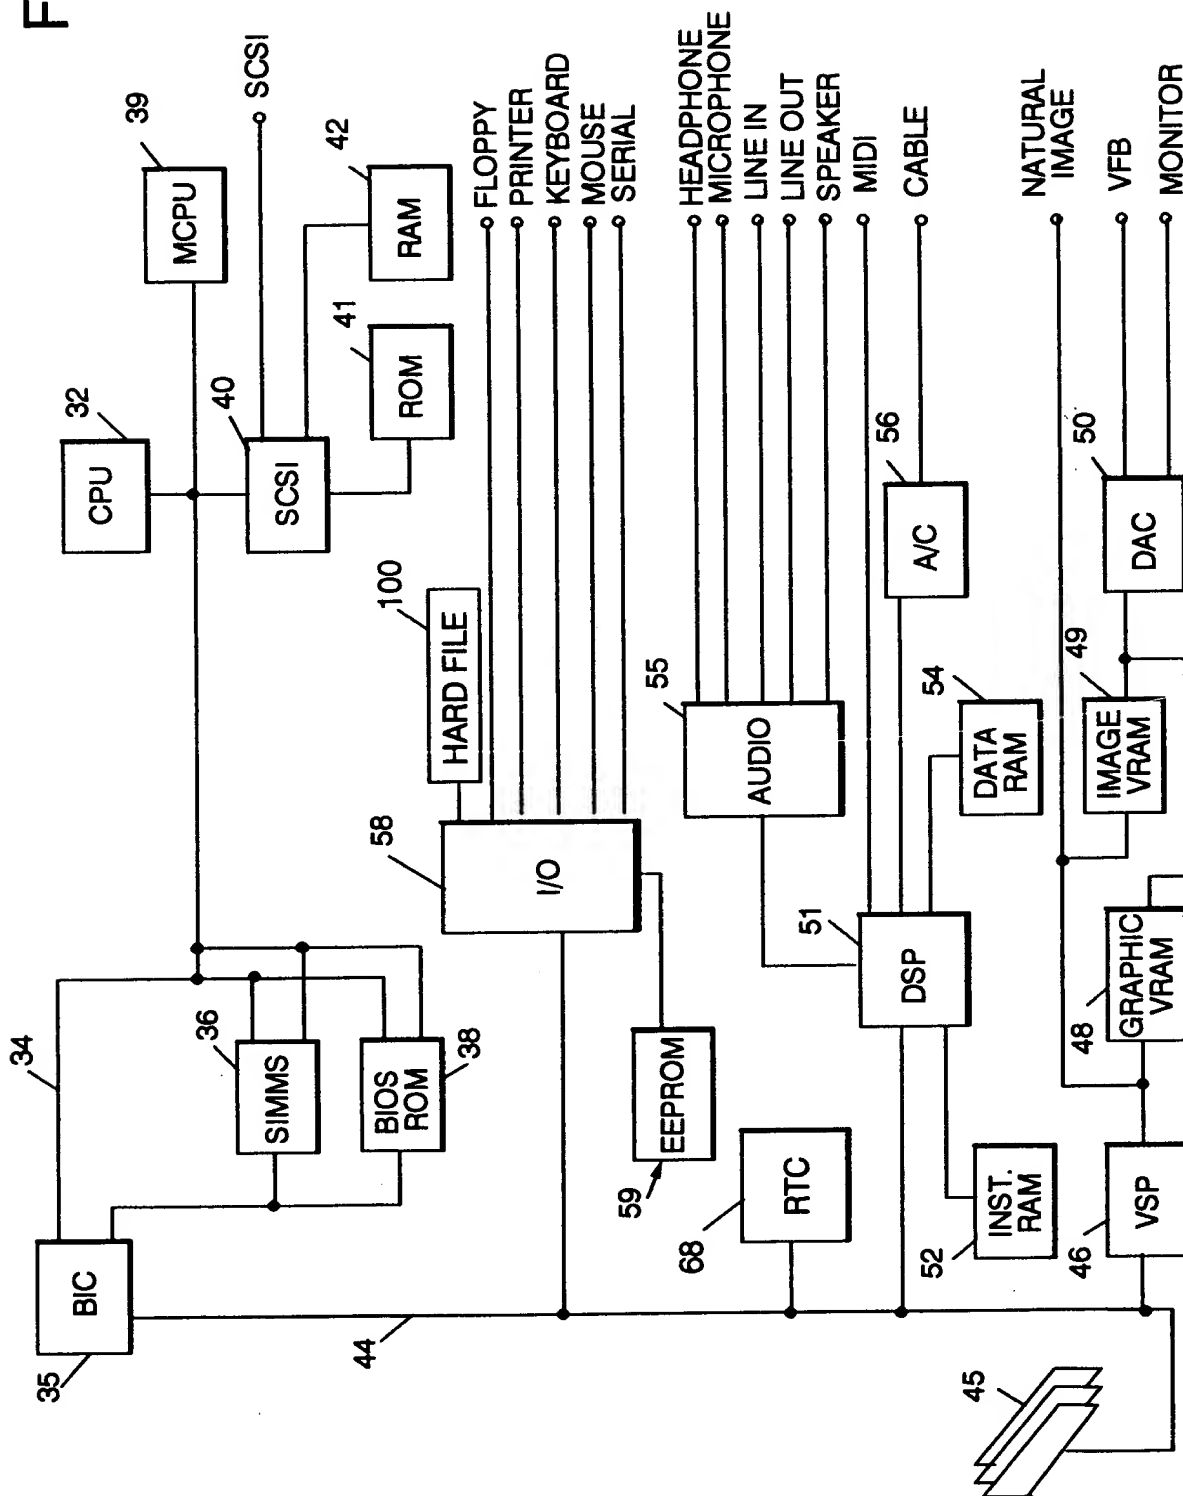 F
39
MCPU
SCSI
32
CPU
40
SCSI
42
RAM
41
ROM
34
36
SIMMS
BIOS
ROM
38
35
BIC
44
100
HARD FILE
58
I/O
FLOPPY
PRINTER
KEYBOARD
MOUSE
SERIAL
59
EEPROM
68
RTC
55
AUDIO
HEADPHONE
MICROPHONE
LINE IN
LINE OUT
SPEAKER
MIDI
CABLE
51
DSP
56
A/C
54
DATA
RAM
52
INST.
RAM
45
46
VSP
48
GRAPHIC
VRAM
49
IMAGE
VRAM
50
DAC
NATURAL
IMAGE
VFB
MONITOR